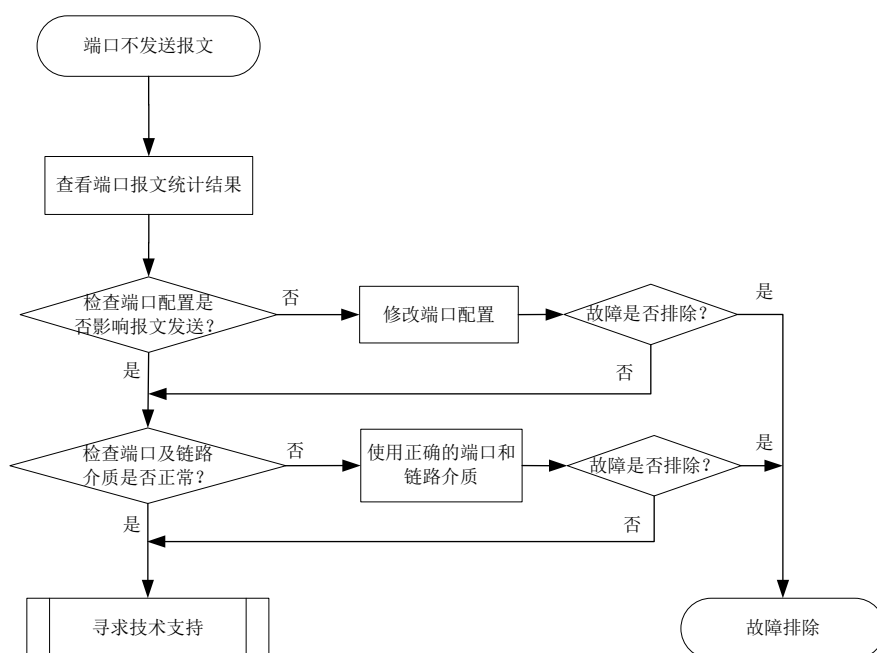 端口不发送报文
查看端口报文统计结果
检查端口配置是
否影响报文发送？
否
修改端口配置
故障是否排除？
是
是
否
检查端口及链路
介质是否正常？
否
使用正确的端口和
链路介质
故障是否排除？
是
是
否
寻求技术支持
故障排除